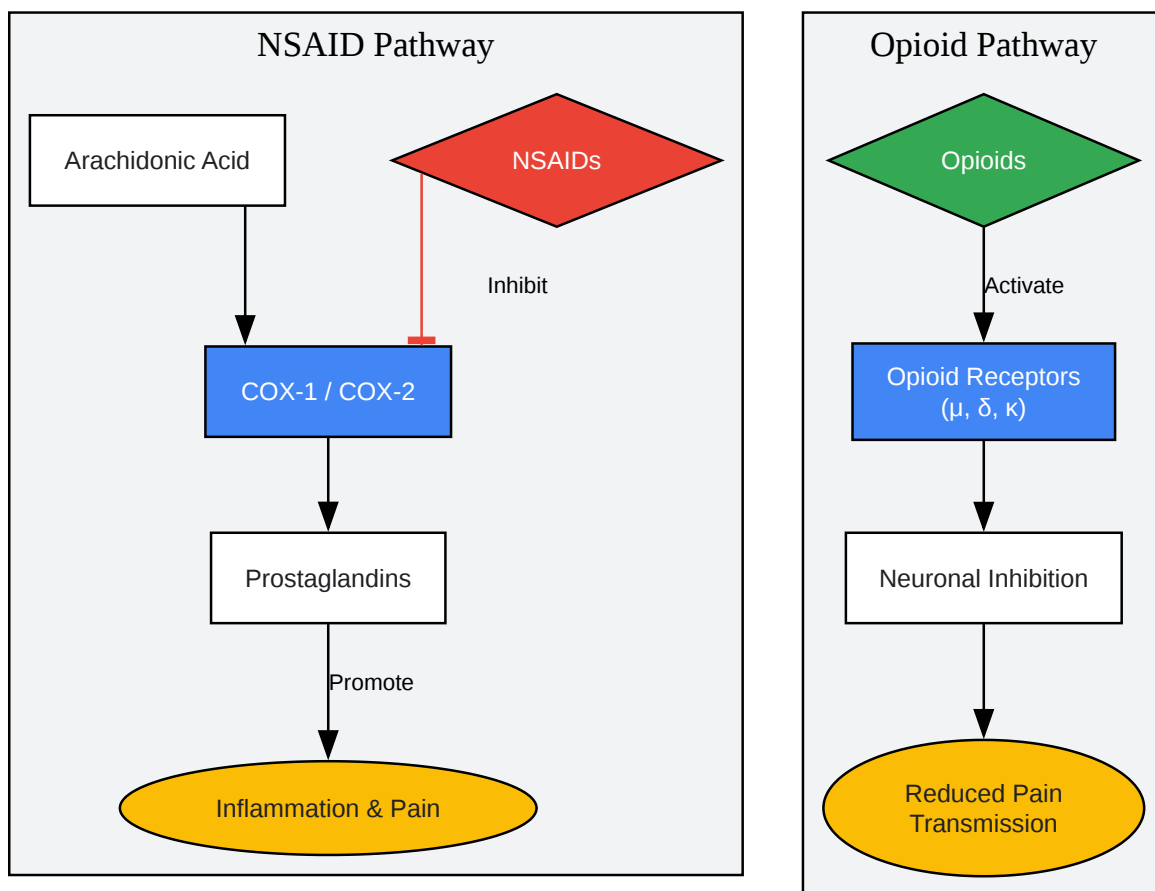 NSAID Pathway
Arachidonic Acid
NSAIDs
Inhibit
COX-1 / COX-2
Prostaglandins
Promote
Inflammation & Pain
Opioid Pathway
Opioids
Activate
Opioid Receptors
(μ, δ, κ)
Neuronal Inhibition
Reduced Pain
Transmission